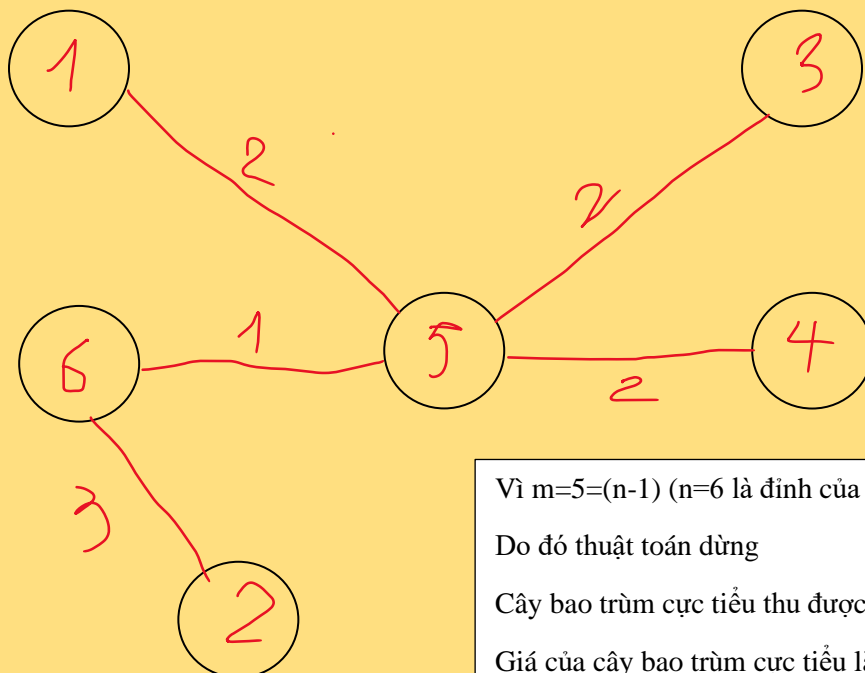 1
3
2
2
1
6
5
4
2
3
2
Vì m=5=(n-1) (n=6 là đỉnh của
Do đó thuật toán dừng
Cây bao trùm cực tiểu thu được
Giá của cây bao trùm cực tiểu là